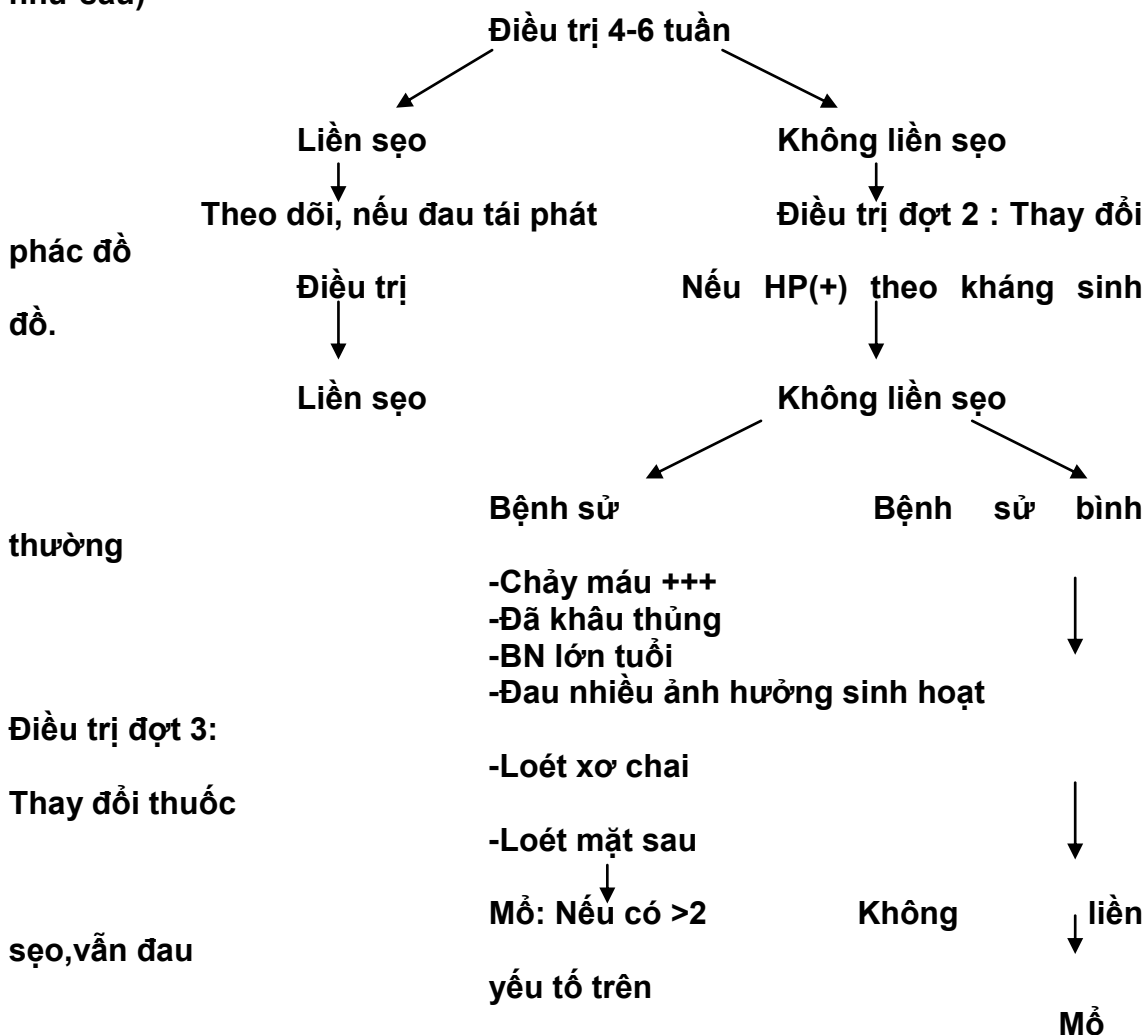 như sau)
Điều trị 4-6 tuần
Liền sẹo Không liền sẹo
Theo dõi, nếu đau tái phát Điều trị đợt 2 : Thay đổi
phác đồ
Điều trị Nếu HP(+) theo kháng sinh
đồ.
Liền sẹo Không liền sẹo
Bệnh sử Bệnh sử bình
thường
-Chảy máu +++
-Đã khâu thủng
-BN lớn tuổi
-Đau nhiều ảnh hưởng sinh hoạt
Điều trị đợt 3:
-Loét xơ chai
Thay đổi thuốc
-Loét mặt sau
Mổ: Nếu có >2 Không liền
sẹo,vẫn đau
yếu tố trên
Mổ